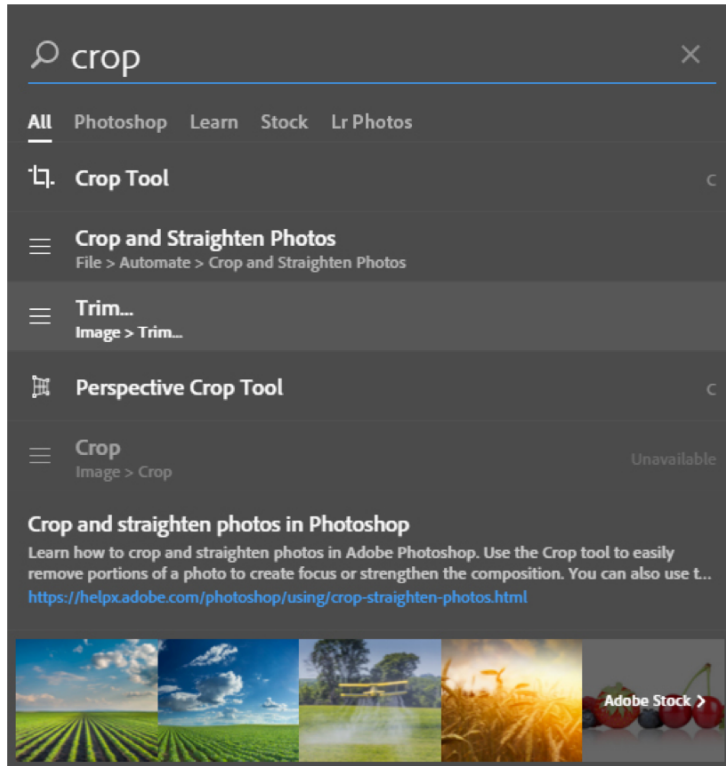 crop
All Photoshop Learn Stock Lr Photos
Crop Tool C
Crop and Straighten Photos
File > Automate > Crop and Straighten Photos
Trim...
Image > Trim...
Perspective Crop Tool C
Crop
Image > Crop
Unavailable
Crop and straighten photos in Photoshop
Learn how to crop and straighten photos in Adobe Photoshop. Use the Crop tool to easily
remove portions of a photo to create focus or strengthen the composition. You can also use t...
https://helpx.adobe.com/photoshop/using/crop-straighten-photos.html
Adobe Stock >